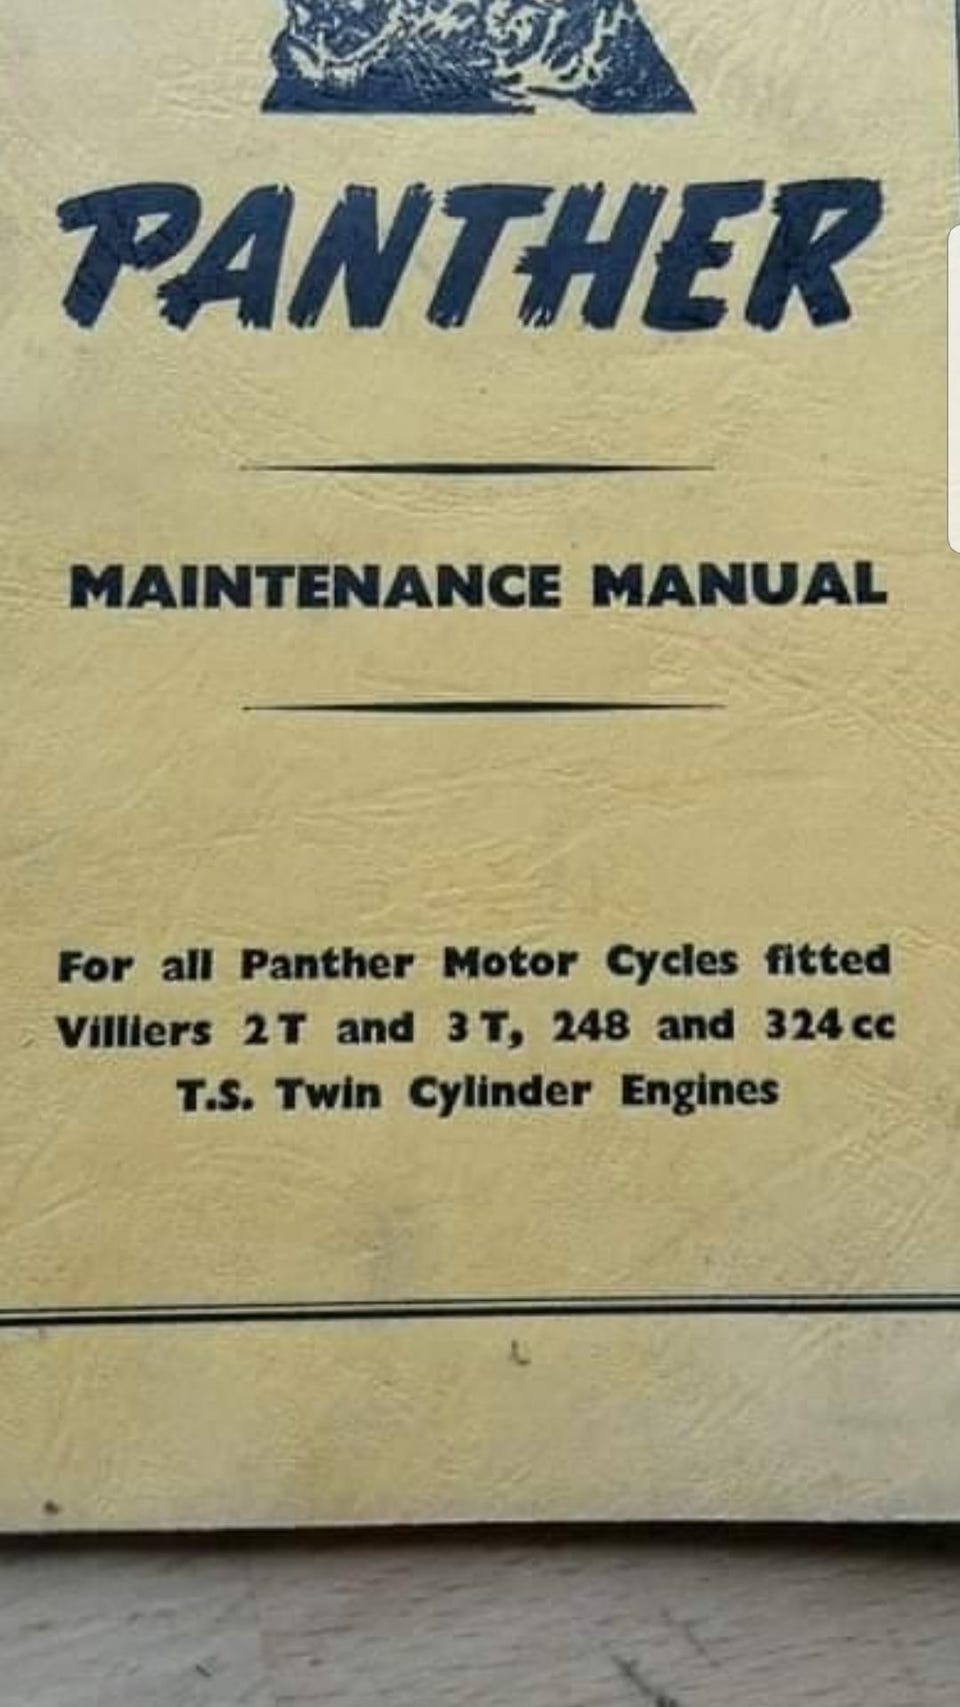 PANTHER
MAINTENANCE MANUAL
For all Panther Motor Cycles fitted
Villiers 2T and 3T, 248 and 324cc
T.S. Twin Cylinder Engines